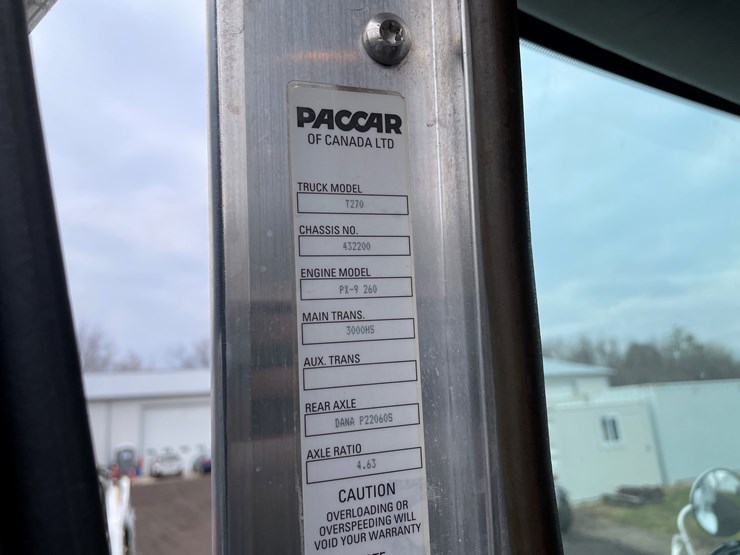 PACCAR
OF CANADA LTD
TRUCK MODEL
T270
CHASSIS NO.
432200
ENGINE MODEL
PX-9 260
MAIN TRANS.
3000HS
AUX. TRANS
REAR AXLE
DANA P22060S
AXLE RATIO
4.63
CAUTION
OVERLOADING OR
OVERSPEEDING WILL
VOID YOUR WARRANTY